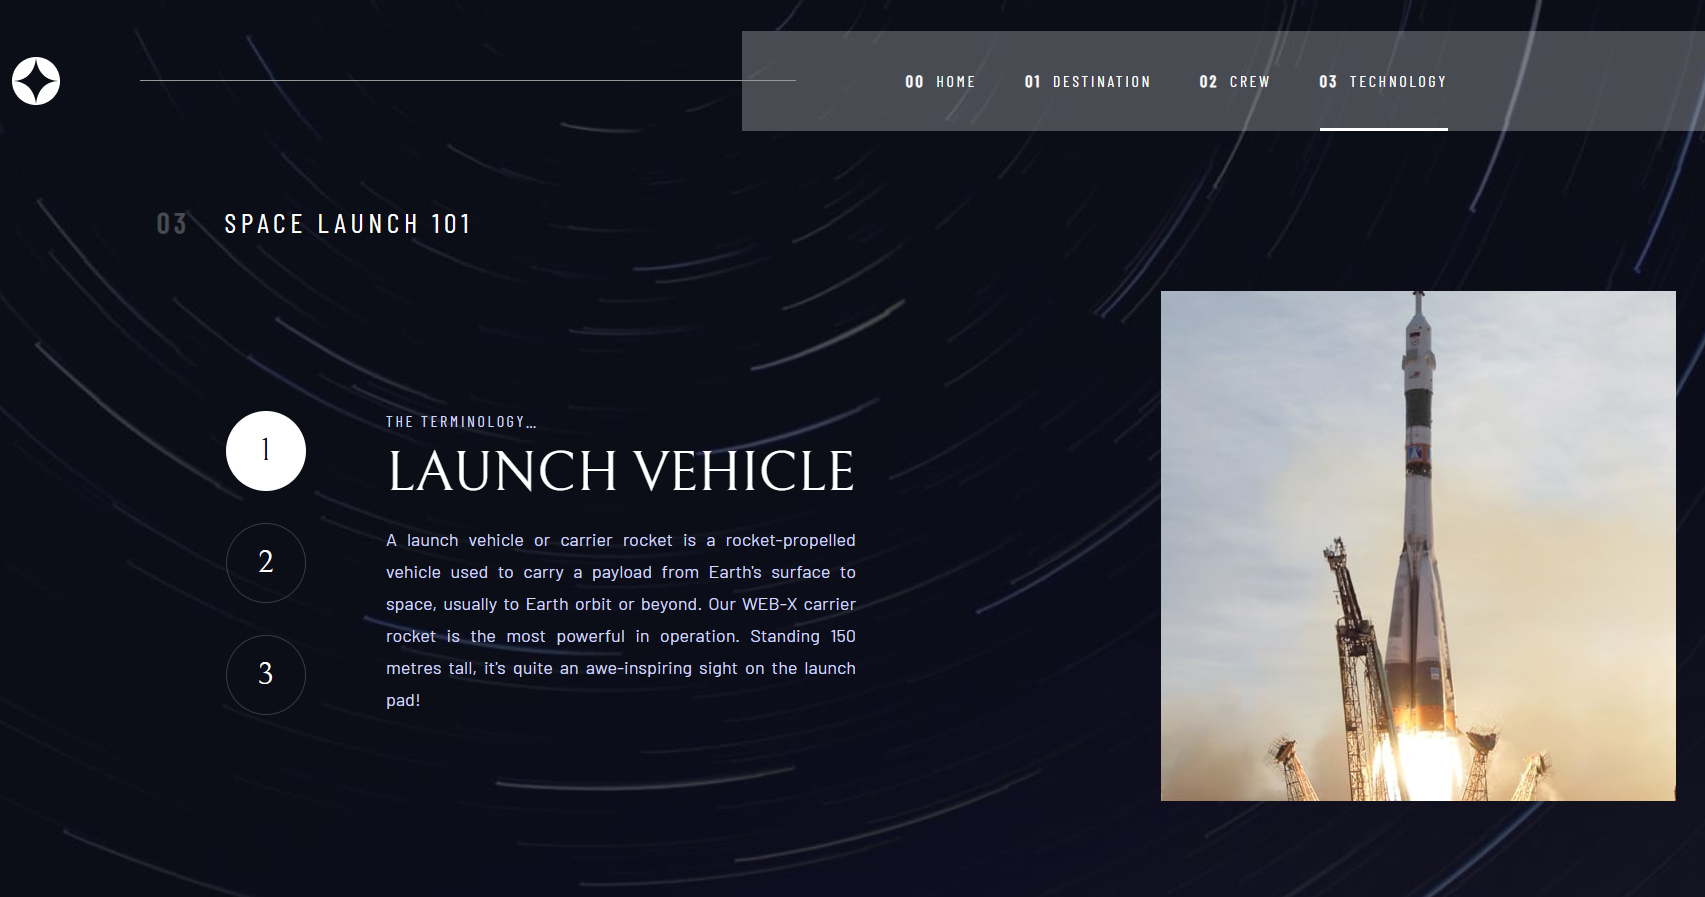 00 HOME 01 DESTINATION 02 CREW 03 TECHNOLOGY
03 SPACE LAUNCH 101
1
2
3
THE TERMINOLOGY...
LAUNCH VEHICLE
A launch vehicle or carrier rocket is a rocket-propelled
vehicle used to carry a payload from Earth's surface to
space, usually to Earth orbit or beyond. Our WEB-X carrier
rocket is the most powerful in operation. Standing 150
metres tall, it's quite an awe-inspiring sight on the launch
pad!